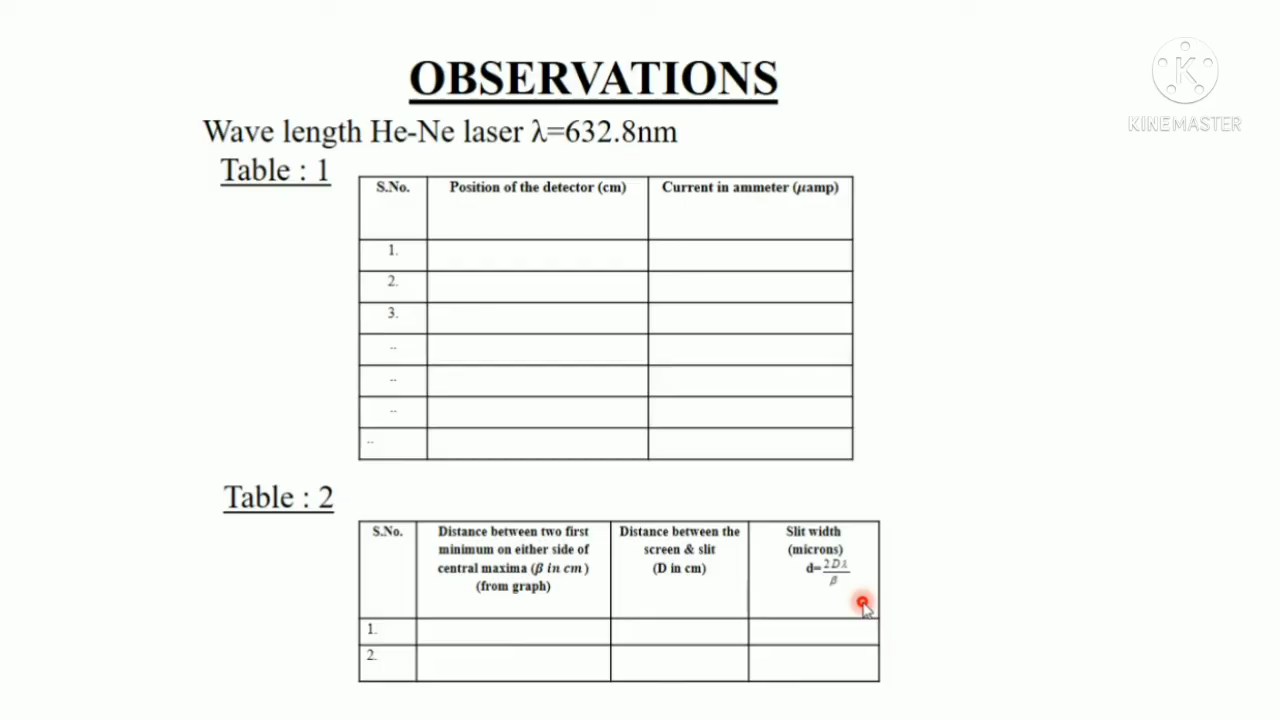 OBSERVATIONS
KINEMASTER
Wave length He-Ne laser λ=632.8nm
Table : 1
S.No. Position of the detector (cm) Current in ammeter (μamp)
1.
2.
3.
..
..
..
..
Table : 2
S.No. Distance between two first minimum on either side of central maxima (β in cm) (from graph) Distance between the screen & slit (D in cm) Slit width (microns) d=2Dλ/β
1.
2.